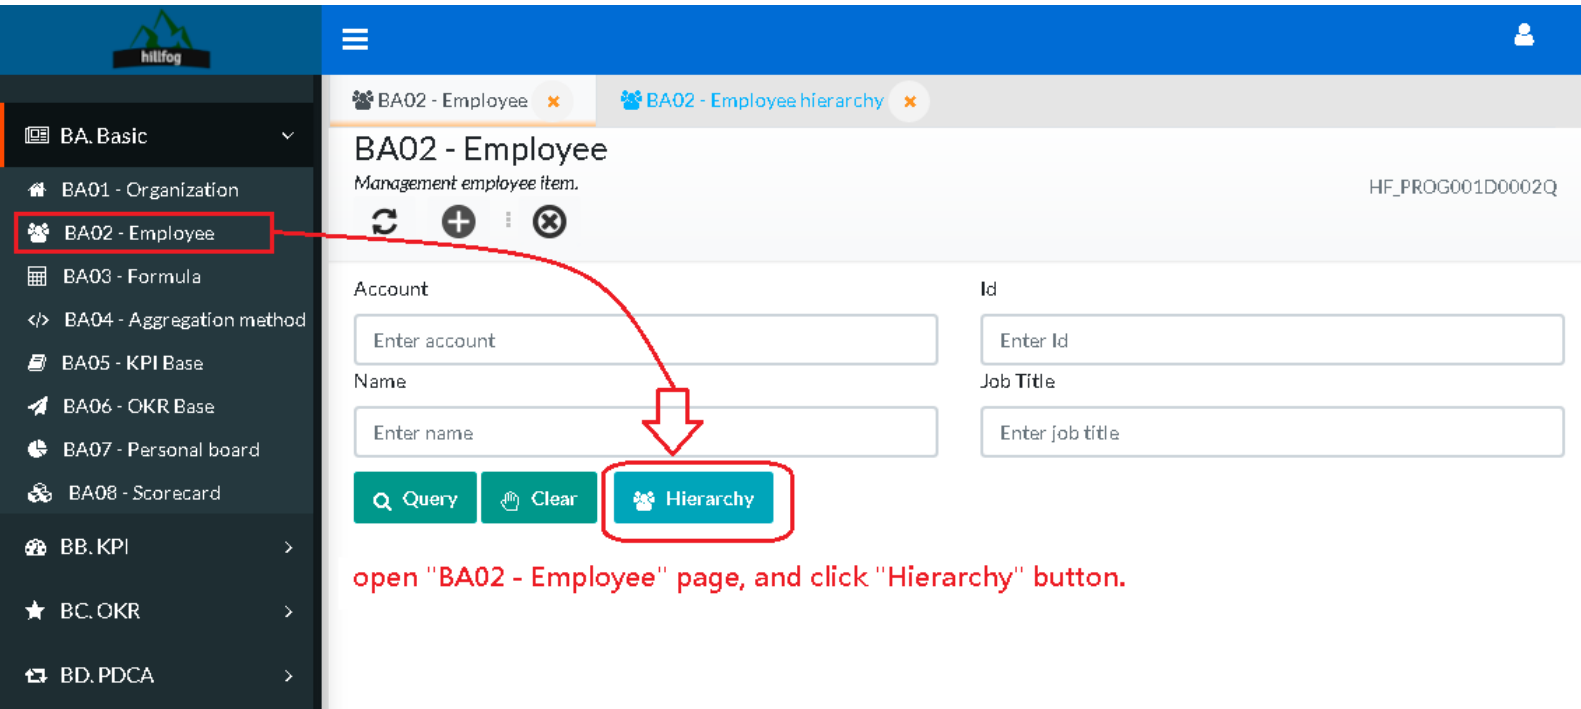 hillfog
BA02 - Employee
BA02 - Employee hierarchy
BA. Basic
BA01 - Organization
BA02 - Employee
BA03 - Formula
BA04 - Aggregation method
BA05 - KPI Base
BA06 - OKR Base
BA07 - Personal board
BA08 - Scorecard
BB. KPI
BC. OKR
BD. PDCA
BA02 - Employee
Management employee item.
HF_PROG001D0002Q
Account
Id
Enter account
Enter Id
Name
Job Title
Enter name
Enter job title
Query
Clear
Hierarchy
open "BA02 - Employee" page, and click "Hierarchy" button.